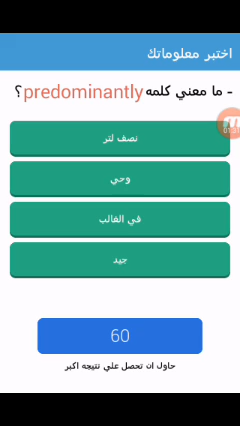 اختبر معلوماتك
- ما معني كلمه predominantly ؟
نصف لتر
وحي
في الغالب
جيد
60
حاول ان تحصل علي نتيجه اكبر